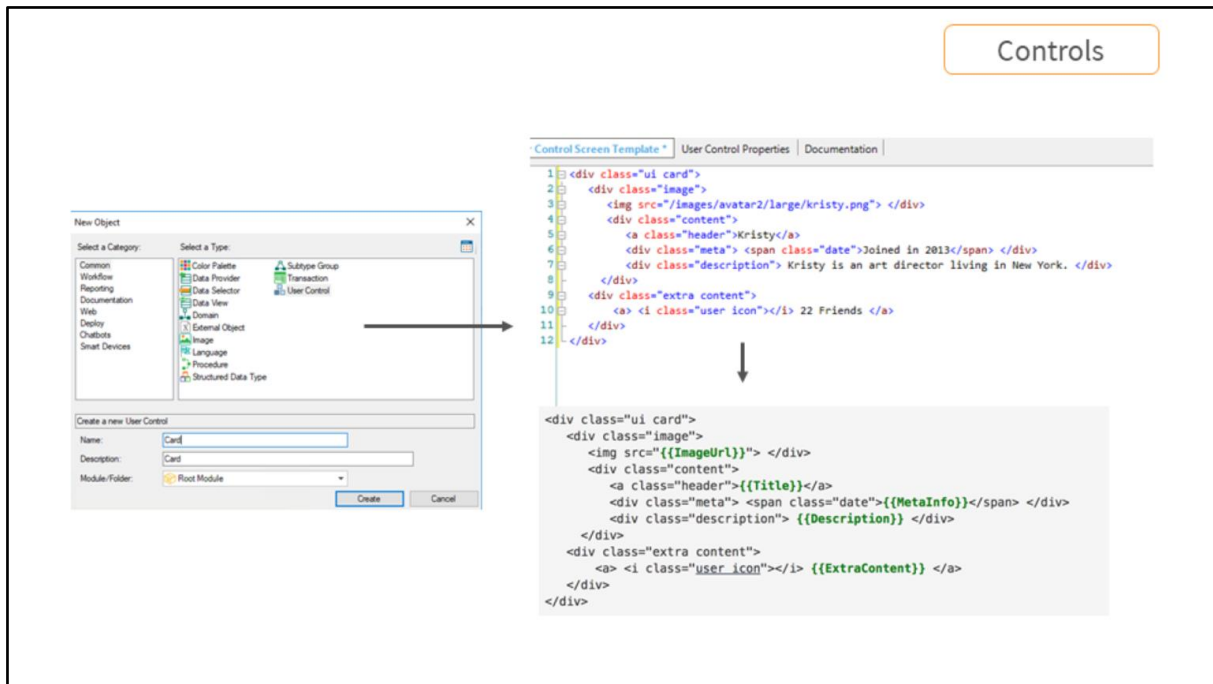 Controls
New Object
Select a Category:
Select a Type:
Common
Workflow
Reporting
Documentation
Web
Deploy
Chatbots
Smart Devices
Color Palette
Data Provider
Data Selector
Data View
Domain
External Object
Image
Language
Procedure
Structured Data Type
Subtype Group
Transaction
User Control
Create a new User Control
Name: Card
Description: Card
Module/Folder: Root Module
Create Cancel
Control Screen Template * User Control Properties Documentation
1 <div class="ui card">
2 <div class="image">
3 <img src="/images/avatar2/large/kristy.png"> </div>
4 <div class="content">
5 <a class="header">Kristy</a>
6 <div class="meta"> <span class="date">Joined in 2013</span> </div>
7 <div class="description"> Kristy is an art director living in New York. </div>
8 </div>
9 <div class="extra content">
10 <a> <i class="user icon"></i> 22 Friends </a>
11 </div>
12 </div>
<div class="ui card">
<div class="image">
<img src="{{ImageUrl}}"> </div>
<div class="content">
<a class="header">{{Title}}</a>
<div class="meta"> <span class="date">{{MetaInfo}}</span> </div>
<div class="description"> {{Description}} </div>
</div>
<div class="extra content">
<a> <i class="user icon"></i> {{ExtraContent}} </a>
</div>
</div>